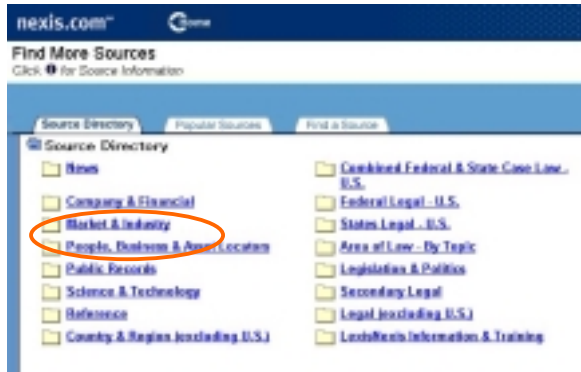 nexis.com™
Home
Find More Sources
Click for Source Information
Source Directory
Popular Sources
Find a Source
Source Directory
News
Company & Financial
Market & Industry
People, Business & Asset Locators
Public Records
Science & Technology
Reference
Country & Region (excluding U.S.)
Combined Federal & State Case Law -
U.S.
Federal Legal - U.S.
States Legal - U.S.
Area of Law - By Topic
Legislation & Politics
Secondary Legal
Legal (excluding U.S.)
LexisNexis Information & Training